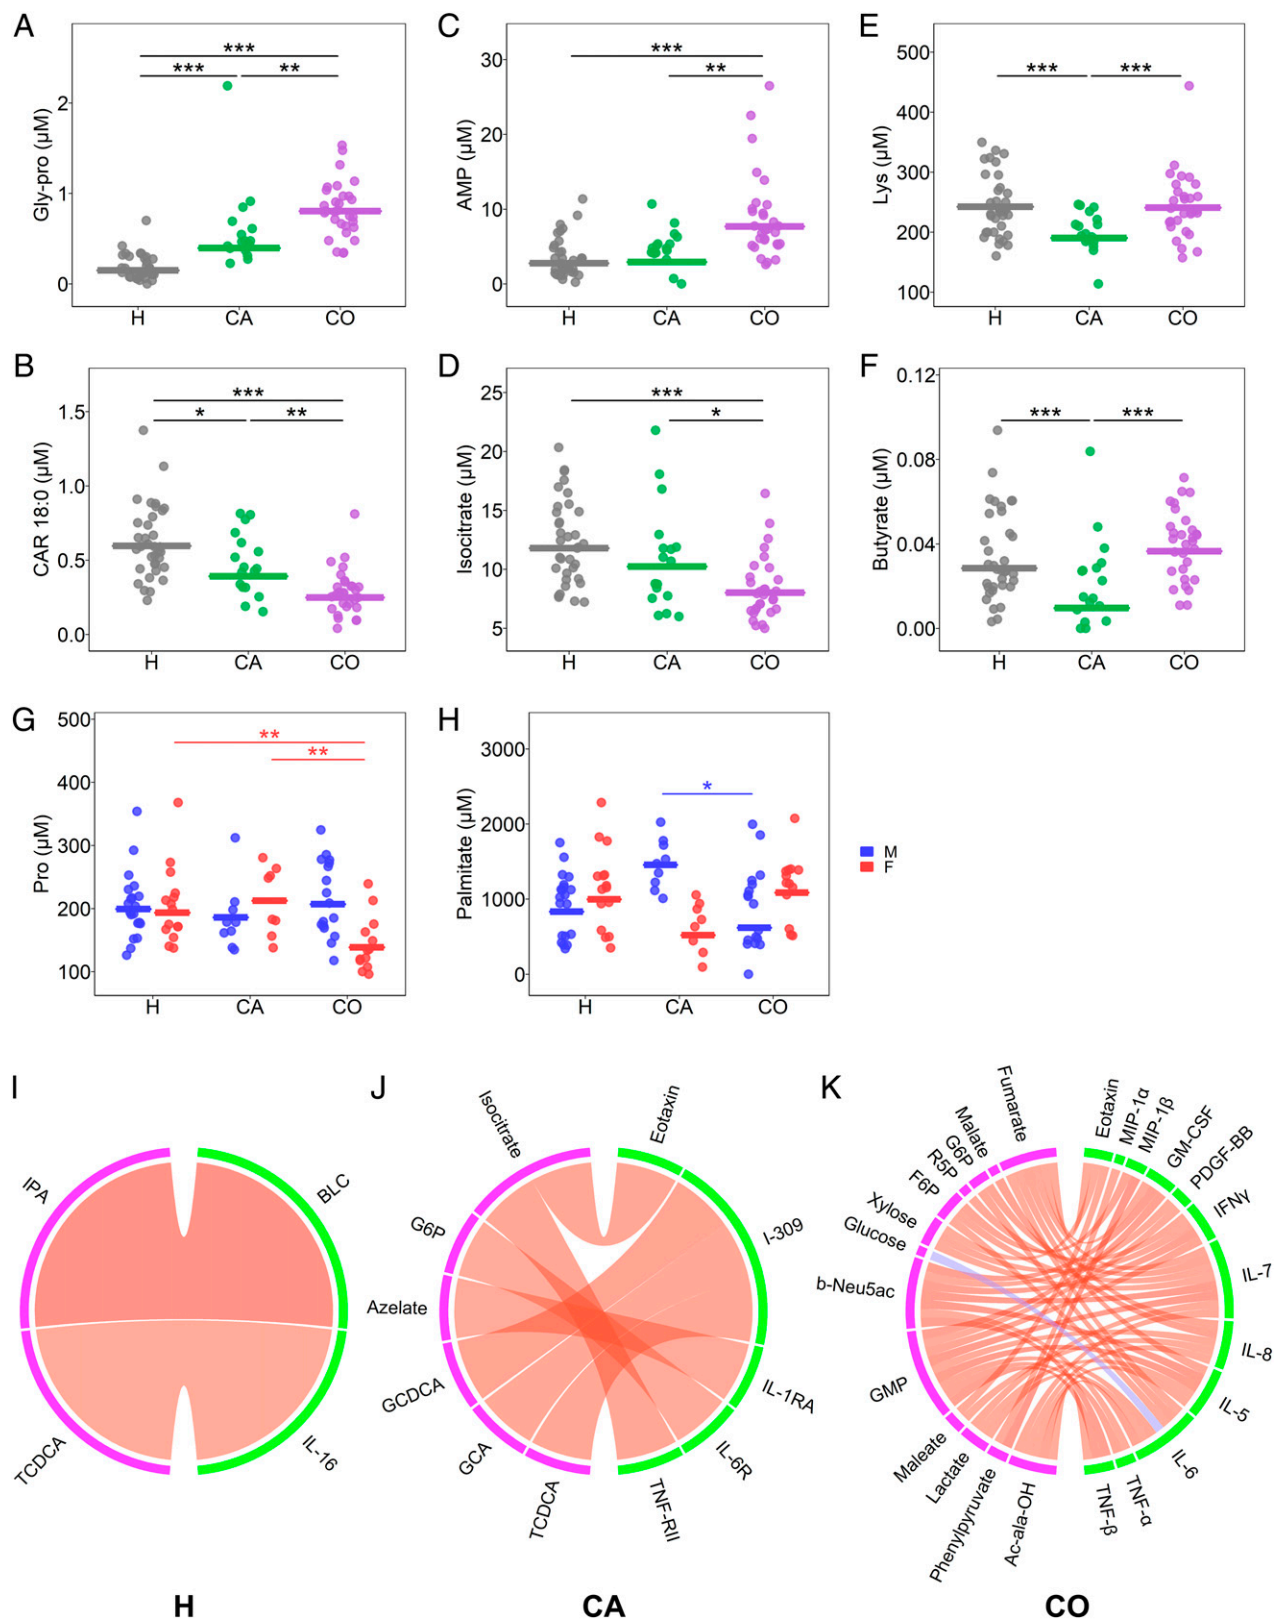 A
Gly-pro (μM)
2
1
0
***
***
**
H
CA
CO
C
AMP (μM)
30
20
10
0
***
**
H
CA
CO
E
Lys (μM)
500
400
300
200
100
***
***
H
CA
CO
B
CAR 18:0 (μM)
1.5
1.0
0.5
0.0
***
*
**
H
CA
CO
D
Isocitrate (μM)
25
20
15
10
5
***
*
H
CA
CO
F
Butyrate (μM)
0.12
0.08
0.04
0.00
***
***
H
CA
CO
G
Pro (μM)
500
400
300
200
100
**
**
H
CA
CO
H
Palmitate (μM)
3000
2000
1000
0
*
H
CA
CO
M
F
I
IPA
BLC
TCDCA
IL-16
H
J
Isocitrate
Eotaxin
G6P
I-309
Azelate
GCDCA
IL-1RA
GCA
IL-6R
TCDCA
TNF-RII
CA
K
Fumarate
Malate
G6P
R5P
F6P
Xylose
Glucose
b-Neu5ac
GMP
Maleate
Lactate
Phenylpyruvate
Ac-ala-OH
Eotaxin
MIP-1α
MIP-1β
GM-CSF
PDGF-BB
IFNγ
IL-7
IL-8
IL-5
IL-6
TNF-α
TNF-β
CO